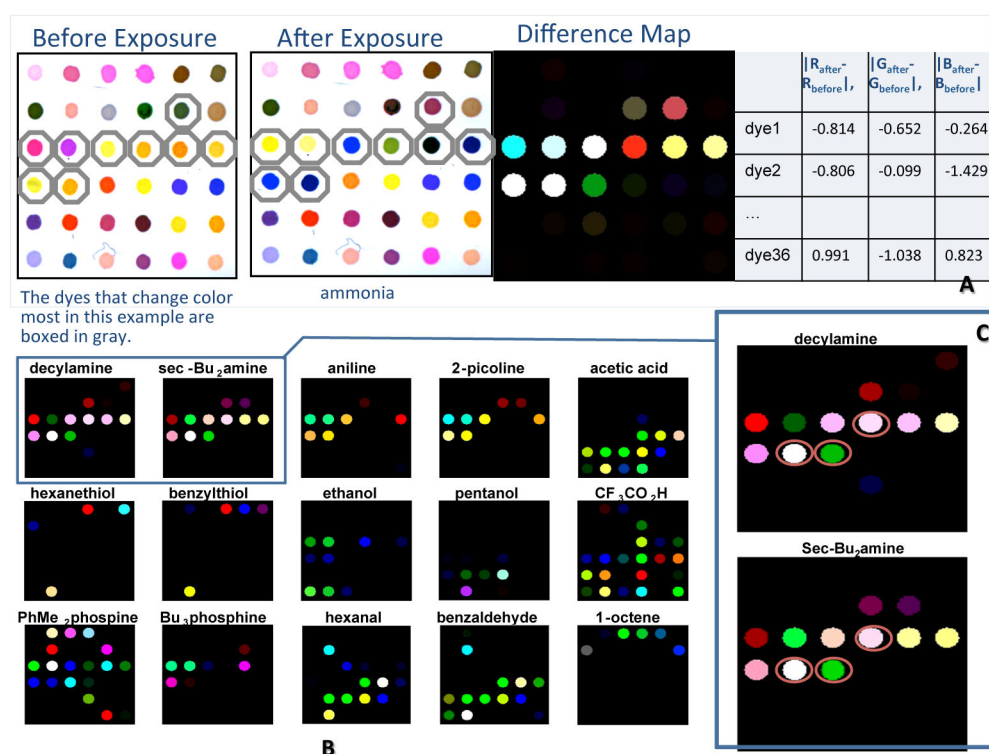 Before Exposure
After Exposure
Difference Map
|Rafter- Rbefore|,
|Gafter- Gbefore|,
|Bafter- Bbefore|
dye1 -0.814 -0.652 -0.264
dye2 -0.806 -0.099 -1.429
...
dye36 0.991 -1.038 0.823
A
ammonia
The dyes that change color
most in this example are
boxed in gray.
decylamine
sec -Bu2amine
aniline
2-picoline
acetic acid
hexanethiol
benzylthiol
ethanol
pentanol
CF3CO2H
PhMe2phospine
Bu3phosphine
hexanal
benzaldehyde
1-octene
B
C
decylamine
Sec-Bu2amine